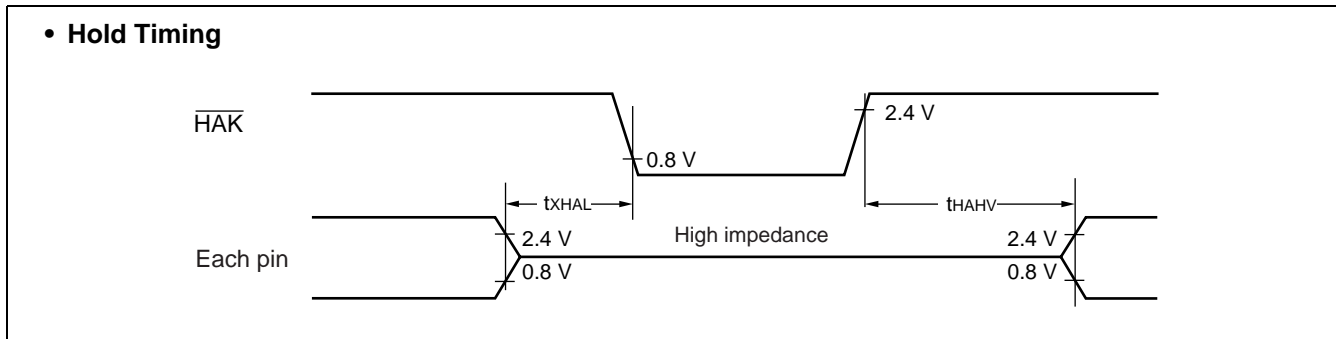 • Hold Timing
HAK
2.4 V
0.8 V
tXHAL
tHAHV
Each pin
2.4 V
High impedance
2.4 V
0.8 V
0.8 V